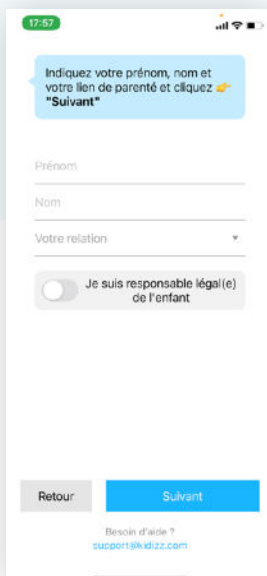 17:57
Indiquez votre prénom, nom et
votre lien de parenté et cliquez 👉
"Suivant"
Prénom
Nom
Votre relation
Je suis responsable légal(e)
de l'enfant
Retour
Suivant
Besoin d'aide ?
support@kidizz.com